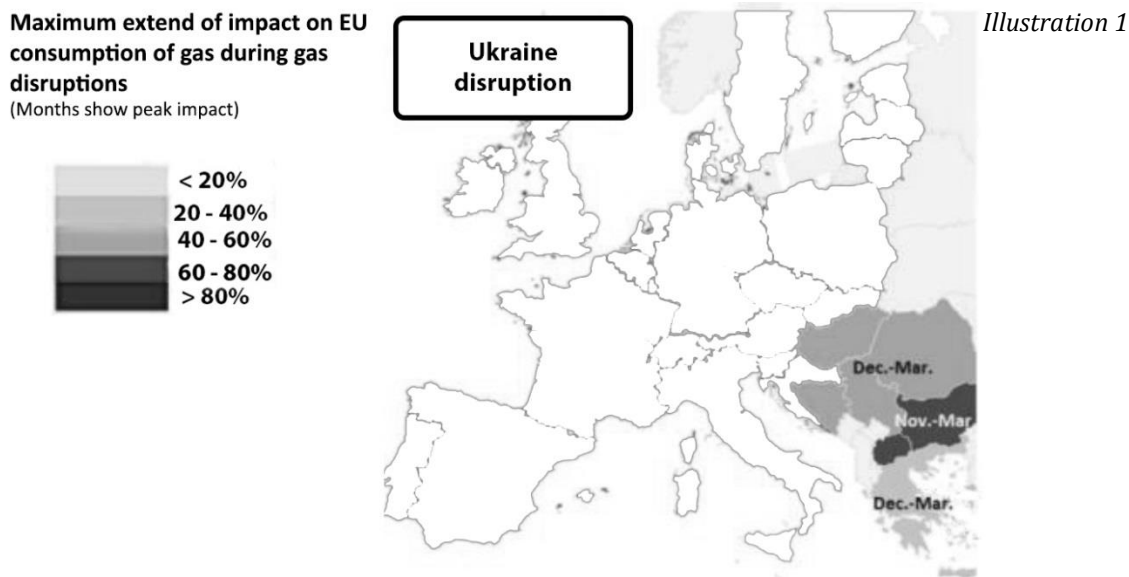 Maximum extend of impact on EU
consumption of gas during gas
disruptions
(Months show peak impact)
< 20%
20 - 40%
40 - 60%
60 - 80%
> 80%
Ukraine
disruption
Illustration 1
Dec.-Mar.
Nov.-Mar
Dec.-Mar.